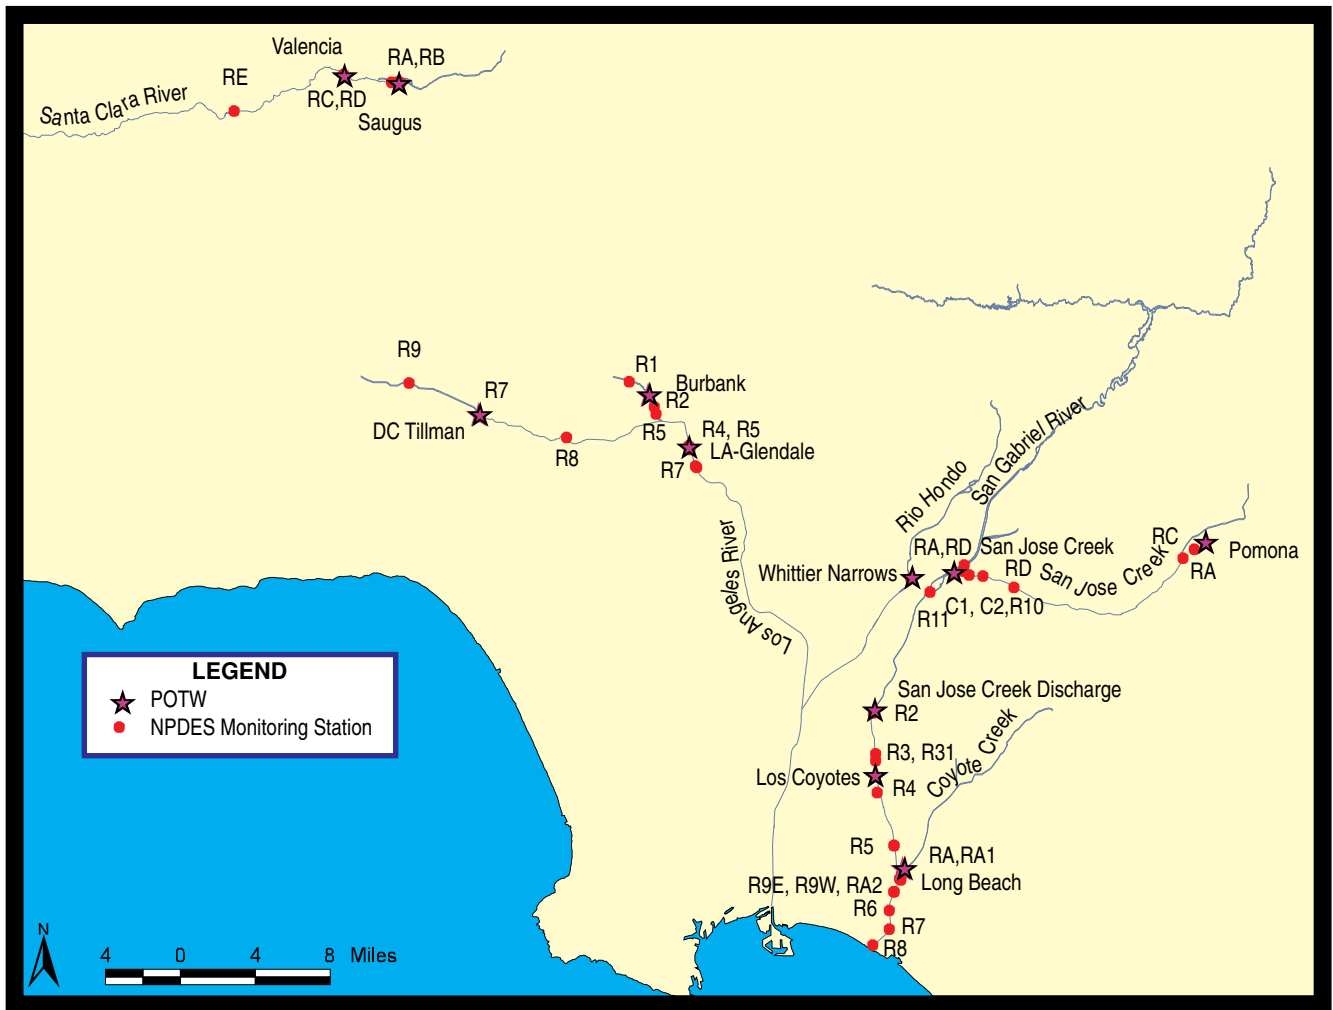 Valencia
RA,RB
RE
Santa Clara River
RC,RD
Saugus
R9
R1
R7
Burbank
R2
DC Tillman
R5
R4, R5
R8
R7
LA-Glendale
San Gabriel River
Rio Hondo
Los Angeles River
RA,RD
San Jose Creek
RC
Pomona
Whittier Narrows
RD
San Jose Creek
RA
R11
C1, C2,R10
LEGEND
POTW
NPDES Monitoring Station
San Jose Creek Discharge
R2
R3, R31
Coyote Creek
Los Coyotes
R4
R5
RA,RA1
R9E, R9W, RA2
Long Beach
R6
R7
R8
N
4 0 4 8 Miles